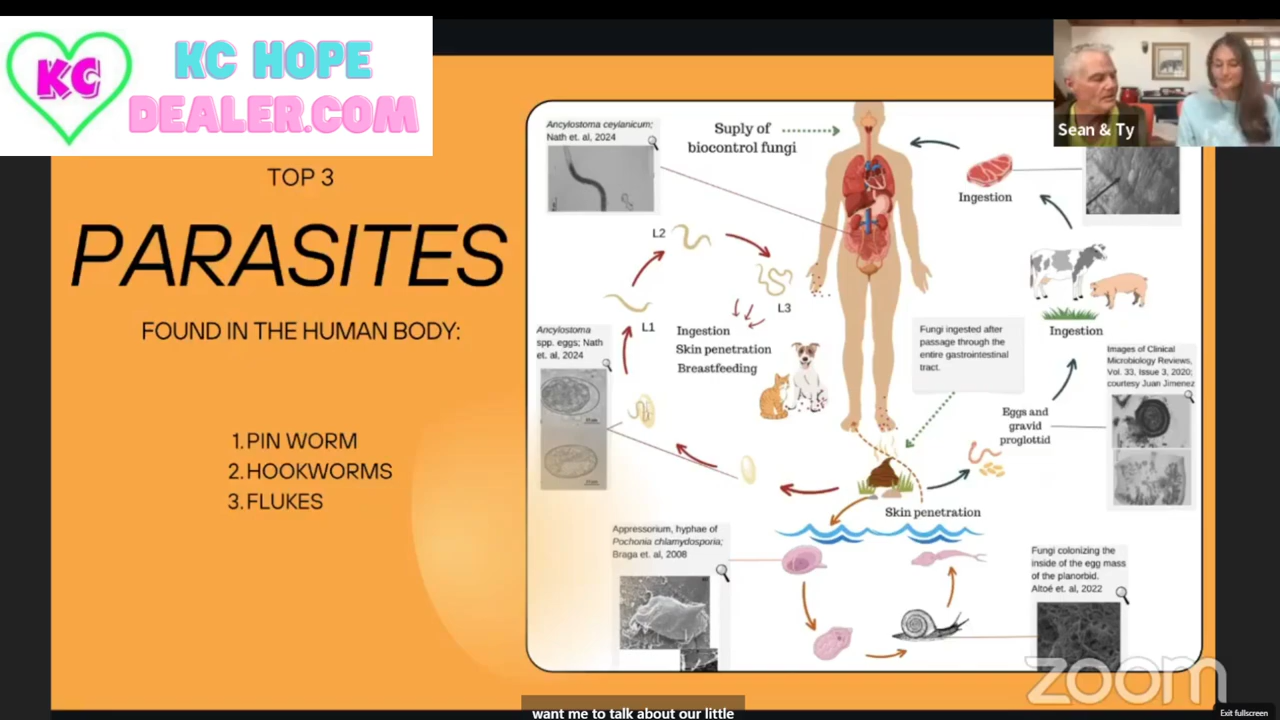 KC
KC HOPE
DEALER.COM
Sean & Ty
TOP 3
PARASITES
FOUND IN THE HUMAN BODY:
1. PIN WORM
2. HOOKWORMS
3. FLUKES
Ancylostoma ceylanicum;
Nath et. al, 2024
Suply of
biocontrol fungi
Ingestion
L2
L3
L1
Ingestion
Skin penetration
Breastfeeding
Ancylostoma
spp. eggs; Nath
et. al, 2024
Fungi ingested after
passage through the
entire gastrointestinal
tract.
Ingestion
Images of Clinical
Microbiology Reviews,
Vol. 33, Issue 3, 2020;
courtesy Juan Jimenez
Eggs and
gravid
proglottid
Skin penetration
Appressorium, hyphae of
Pochonia chlamydosporia;
Braga et. al, 2008
Fungi colonizing the
inside of the egg mass
of the planorbid.
Altoé et. al, 2022
zoom
want me to talk about our little
Exit fullscreen